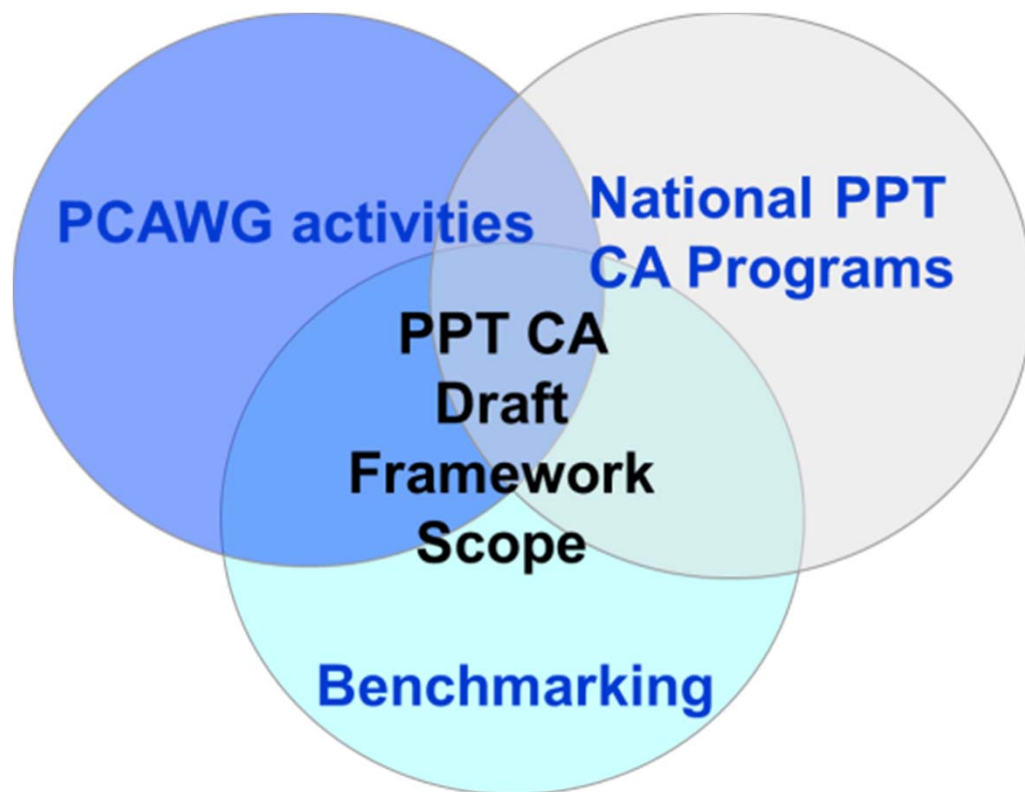 PCAWG activities
National PPT
CA Programs
PPT CA
Draft
Framework
Scope
Benchmarking